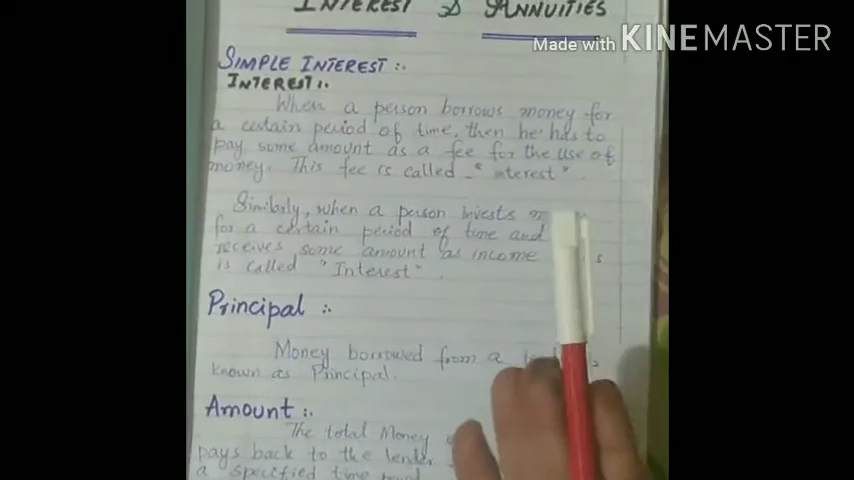 INTEREST & ANNUITIES
Made with KINEMASTER
SIMPLE INTEREST :.
INTEREST:.
When a person borrows money for
a certain period of time, then he has to
pay some amount as a fee for the use of
money. This fee is called - "interest"
Similarly, when a person invests
for a certain period of time and
receives some amount as income
is called "Interest".
Principal :.
Money borrowed from a
known as Principal.
Amount :.
The total Money
pays back to the lender
a specified time